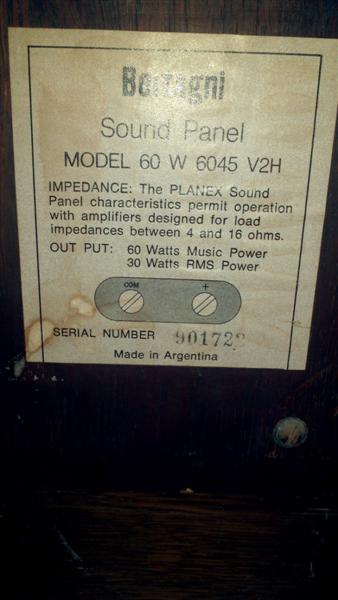 Bertagni
Sound Panel
MODEL 60 W 6045 V2H
IMPEDANCE: The PLANEX Sound
Panel characteristics permit operation
with amplifiers designed for load
impedances between 4 and 16 ohms.
OUT PUT: 60 Watts Music Power
30 Watts RMS Power
COM +
SERIAL NUMBER
Made in Argentina